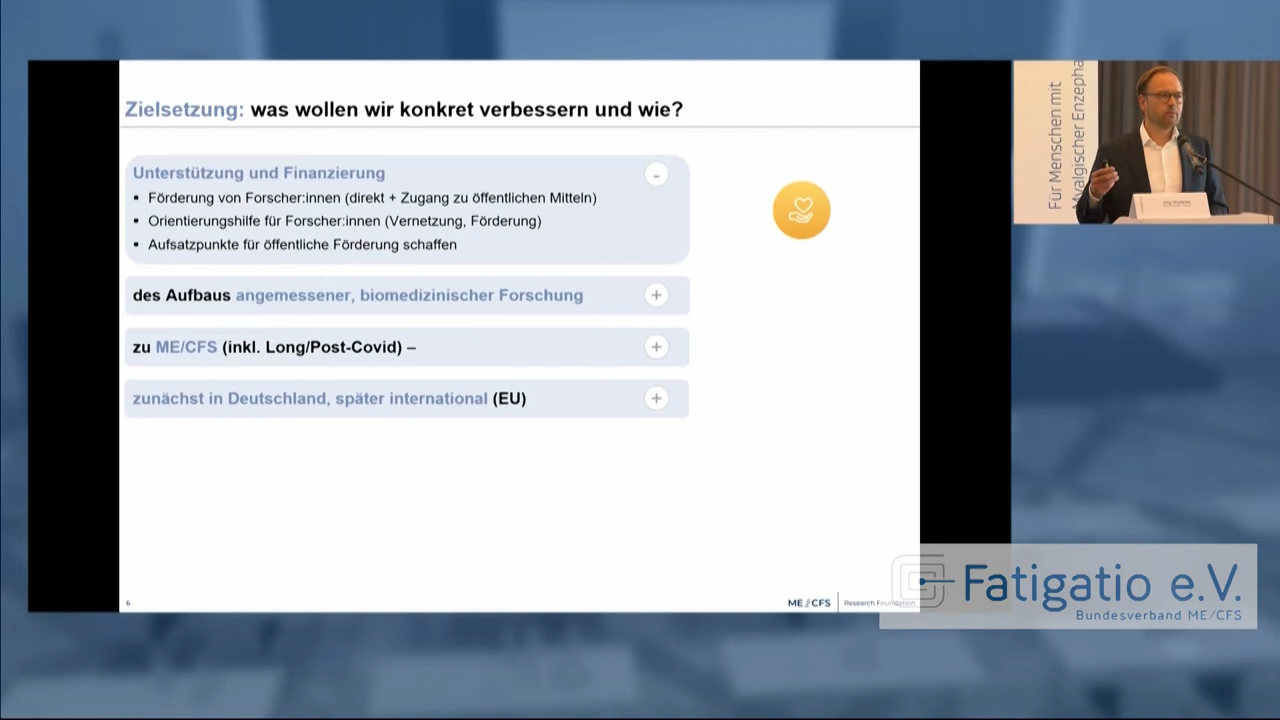 Zielsetzung: was wollen wir konkret verbessern und wie?
Unterstützung und Finanzierung
-
▪ Förderung von Forscher:innen (direkt + Zugang zu öffentlichen Mitteln)
▪ Orientierungshilfe für Forscher:innen (Vernetzung, Förderung)
▪ Aufsatzpunkte für öffentliche Förderung schaffen
des Aufbaus angemessener, biomedizinischer Forschung
+
zu ME/CFS (inkl. Long/Post-Covid) –
+
zunächst in Deutschland, später international (EU)
+
6
ME/CFS
Research Foundation
Für Menschen mit
Myalgischer Enzepha
Fatigatio e.V.
Bundesverband ME/CFS